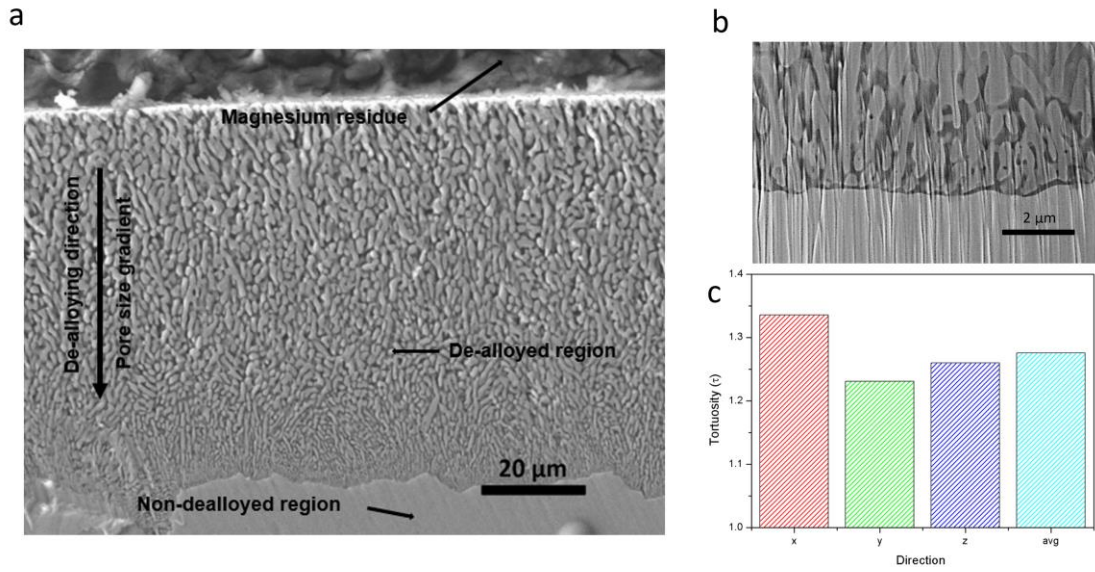 a
Magnesium residue
De-alloying direction
Pore size gradient
De-alloyed region
20 µm
Non-dealloyed region
b
2 µm
c
1.4
1.3
1.2
1.1
1.0
Tortuosity (τ)
x
y
z
avg
Direction